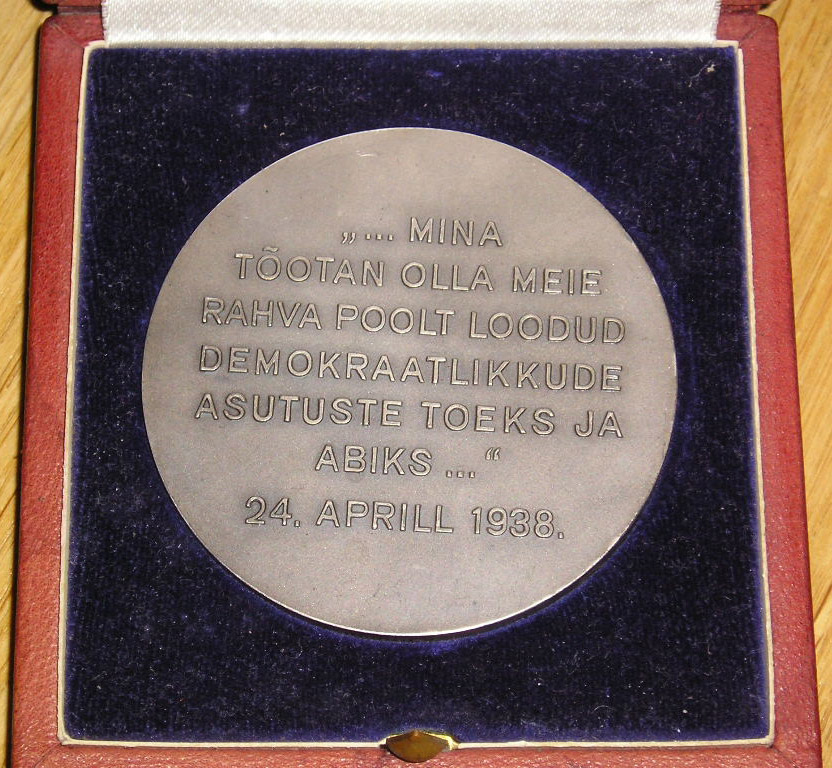 „... MINA
TÕOTAN OLLA MEIE
RAHVA POOLT LOODUD
DEMOKRAATLIKKUDE
ASUTUSTE TOEKS JA
ABIKS ...“
24. APRILL 1938.